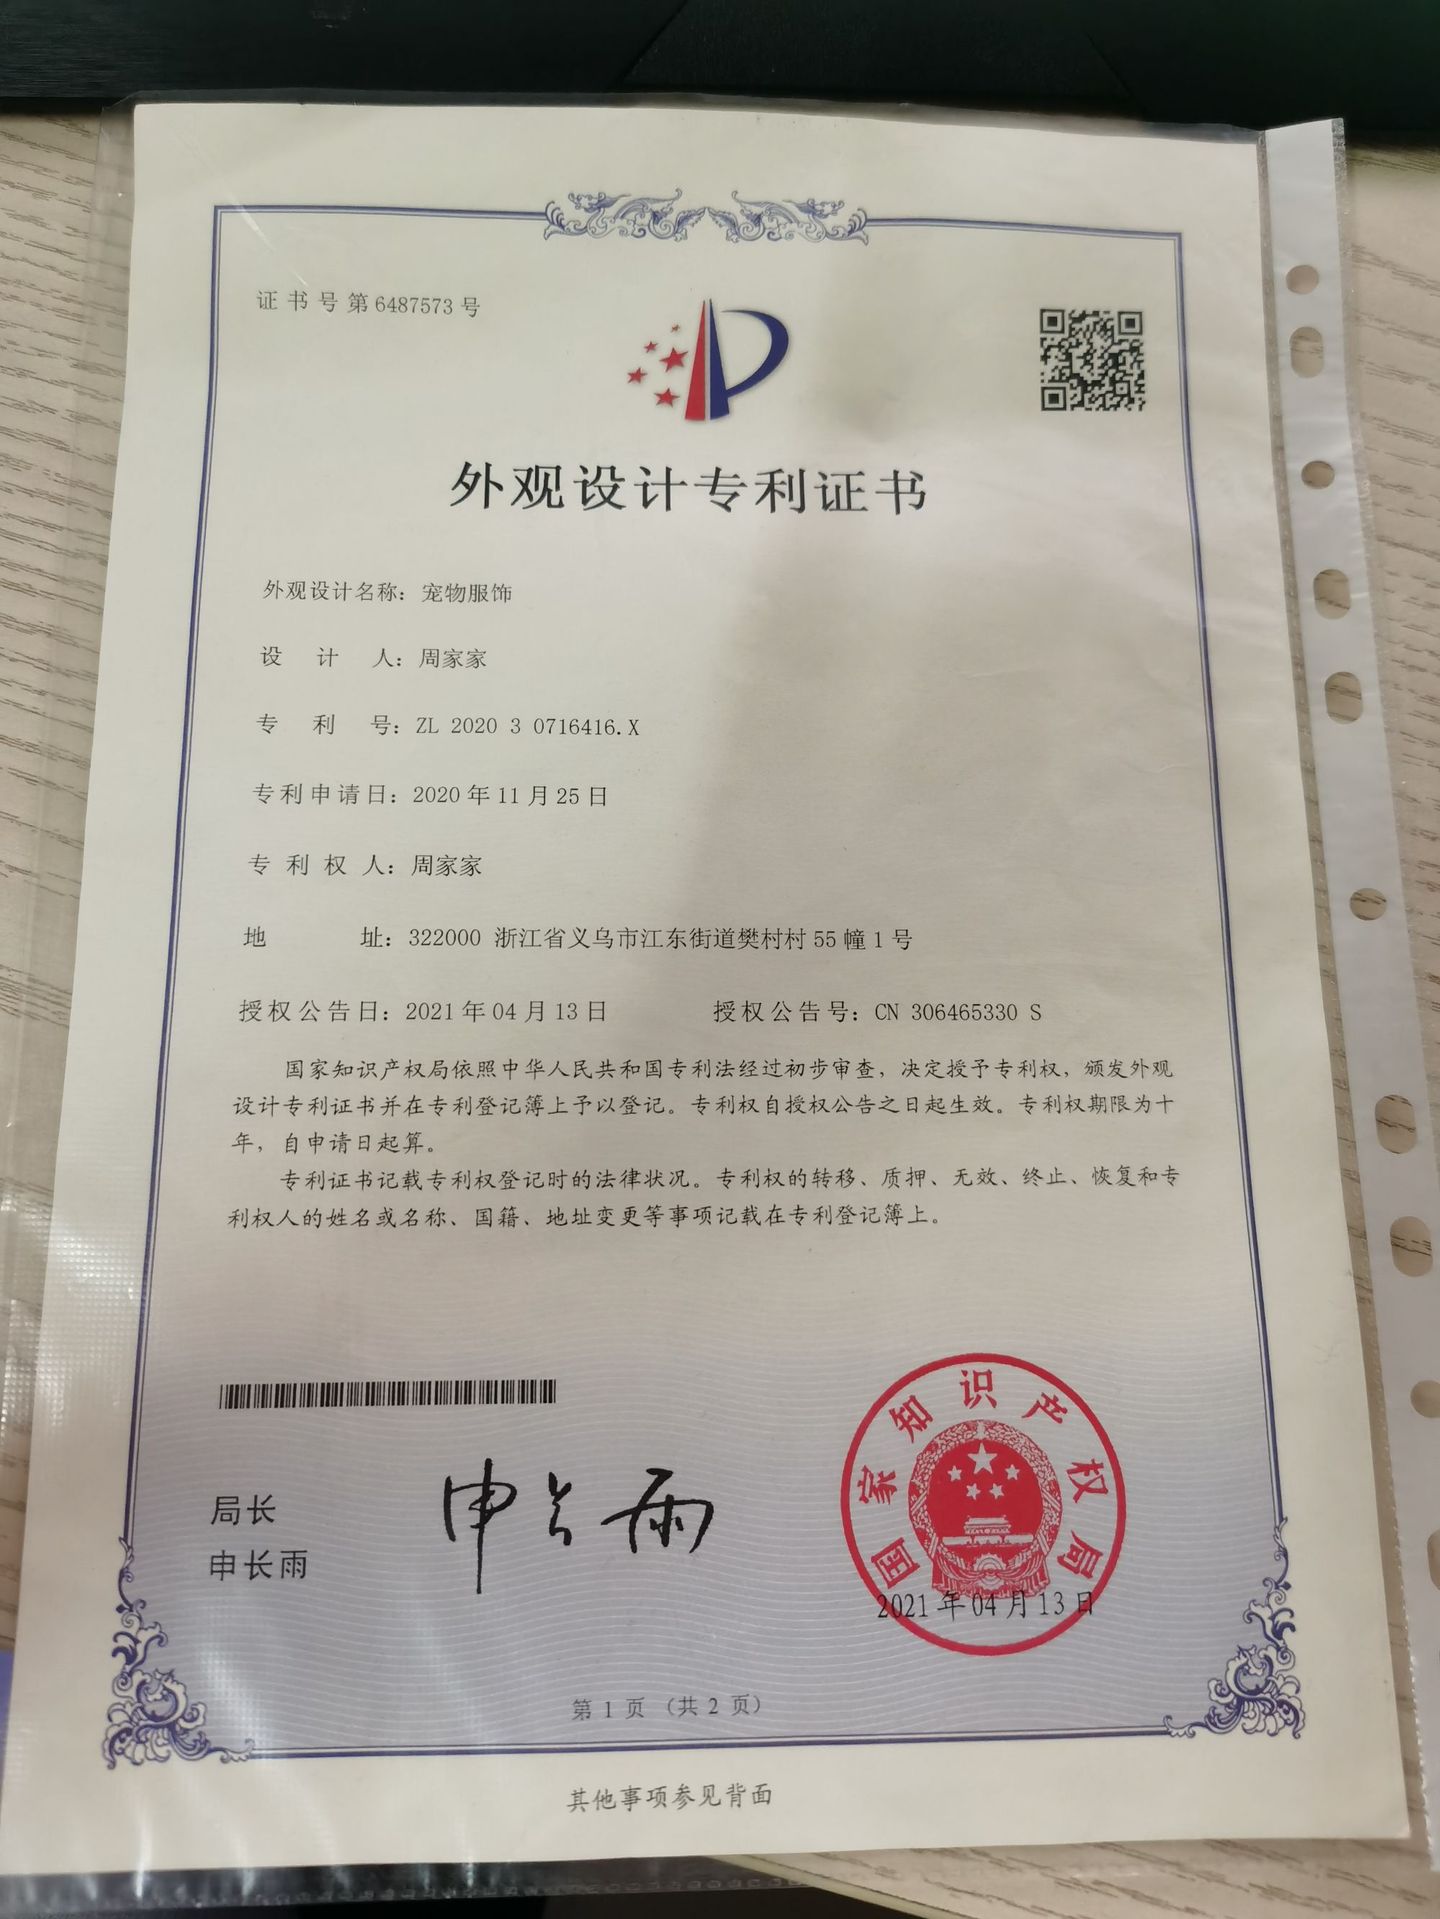 证书号第6487573号
外观设计专利证书
外观设计名称：宠物服饰
设计人：周家家
专利号：ZL 2020 3 0716416.X
专利申请日：2020年11月25日
专利权人：周家家
地址：322000 浙江省义乌市江东街道樊村村55幢1号
授权公告日：2021年04月13日 授权公告号：CN 306465330 S
国家知识产权局依照中华人民共和国专利法经过初步审查，决定授予专利权，颁发外观
设计专利证书并在专利登记簿上予以登记。专利权自授权公告之日起生效。专利权期限为十
年，自申请日起算。
专利证书记载专利权登记时的法律状况。专利权的转移、质押、无效、终止、恢复和专
利权人的姓名或名称、国籍、地址变更等事项记载在专利登记簿上。
局长
申长雨
申长雨
国家知识产权局
2021年04月13日
第 1 页 （共 2 页）
其他事项参见背面